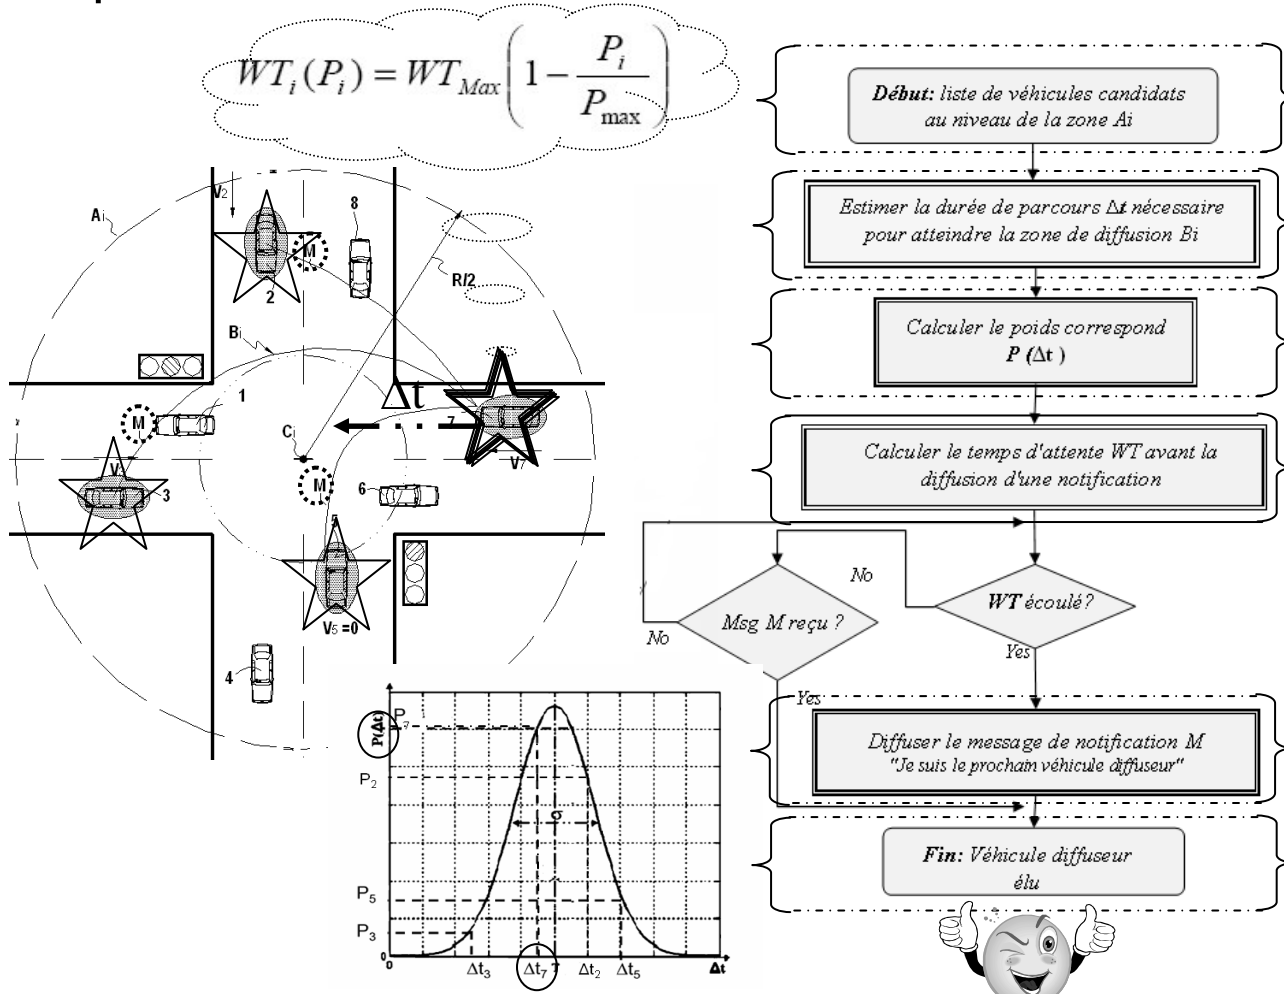 WT_i(P_i) = WT_Max(1 - P_i/P_max)
A i
V2
8
M
2
R/2
Bi
1
M
Δt
7
Ci
V7
V3
3
M
6
5
V5 =0
4
Début: liste de véhicules candidats
au niveau de la zone Ai
Estimer la durée de parcours Δt nécessaire
pour atteindre la zone de diffusion Bi
Calculer le poids correspond
P (Δt )
Calculer le temps d'attente WT avant la
diffusion d'une notification
WT écoulé?
No
Msg M reçu ?
No
Yes
Yes
Diffuser le message de notification M
"Je suis le prochain véhicule diffuseur"
Fin: Véhicule diffuseur
élu
P(Δt)
P7
P2
σ
P5
P3
0
0
Δt3
Δt7
T
Δt2
Δt5
Δt